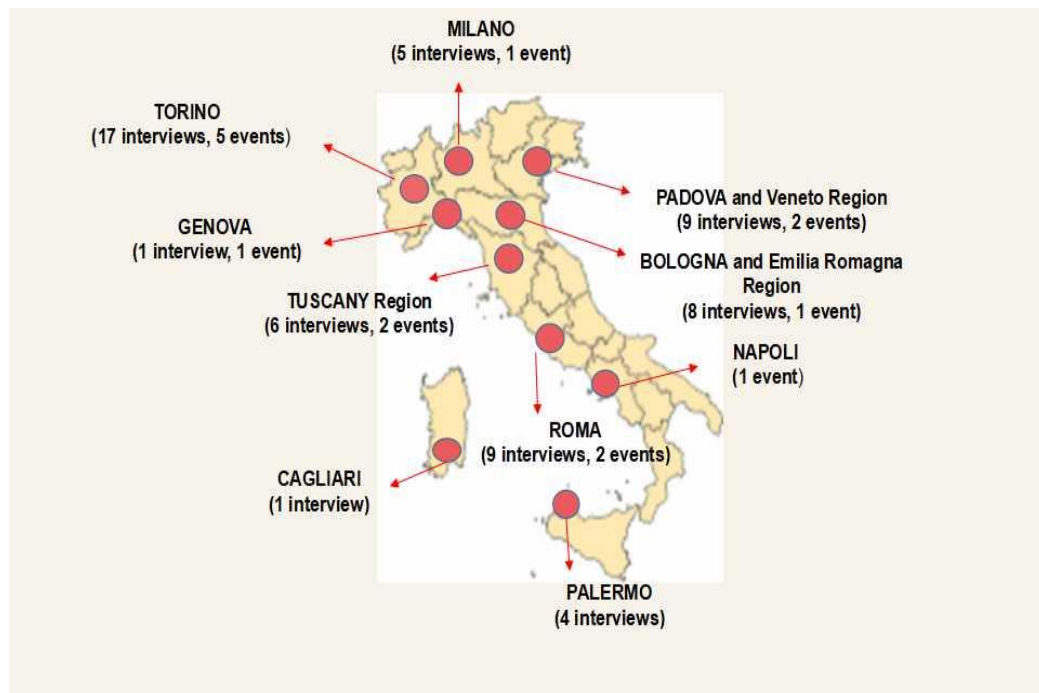 MILANO
(5 interviews, 1 event)
TORINO
(17 interviews, 5 events)
PADOVA and Veneto Region
(9 interviews, 2 events)
GENOVA
(1 interview, 1 event)
BOLOGNA and Emilia Romagna
Region
(8 interviews, 1 event)
TUSCANY Region
(6 interviews, 2 events)
NAPOLI
(1 event)
ROMA
(9 interviews, 2 events)
CAGLIARI
(1 interview)
PALERMO
(4 interviews)